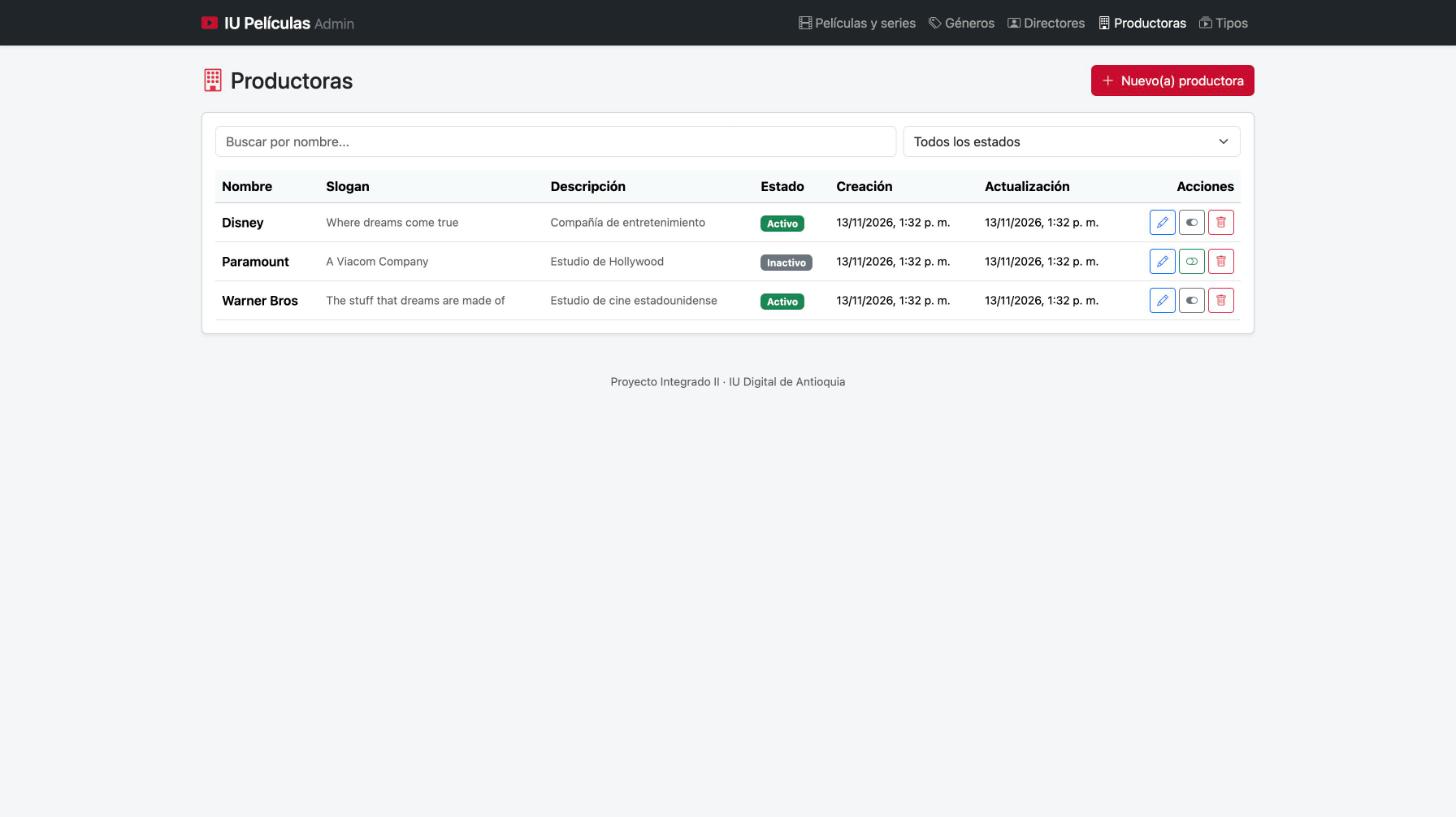 IU Películas Admin
Películas y series Géneros Directores Productoras Tipos
Productoras
Nuevo(a) productora
Buscar por nombre...
Todos los estados
Nombre Slogan Descripción Estado Creación Actualización Acciones
Disney Where dreams come true Compañía de entretenimiento Activo 13/11/2026, 1:32 p. m. 13/11/2026, 1:32 p. m.
Paramount A Viacom Company Estudio de Hollywood Inactivo 13/11/2026, 1:32 p. m. 13/11/2026, 1:32 p. m.
Warner Bros The stuff that dreams are made of Estudio de cine estadounidense Activo 13/11/2026, 1:32 p. m. 13/11/2026, 1:32 p. m.
Proyecto Integrado II · IU Digital de Antioquia